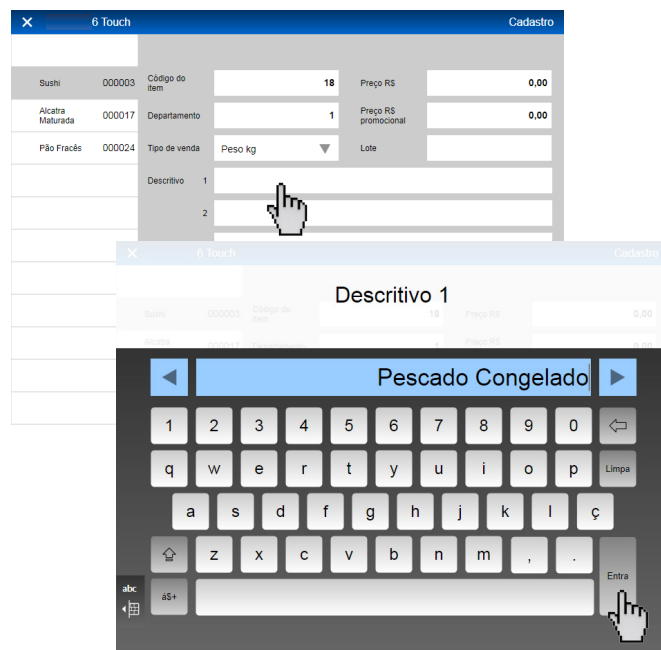 6 Touch Cadastro
Sushi 000003 Código do item 18 Preço R$ 0,00
Alcatra Maturada 000017 Departamento 1 Preço R$ promocional 0,00
Pão Fracês 000024 Tipo de venda Peso kg Lote
Descritivo 1
2
6 Touch Cadastro
Descritivo 1
Sushi 000003 Código do item 18 Preço R$ 0,00
Alcatra 000017 Departamento 1 Preço R$ 0,00
Pescado Congelado
1 2 3 4 5 6 7 8 9 0
q w e r t y u i o p Limpa
a s d f g h j k l ç
z x c v b n m , .
Entra
abc
áS+